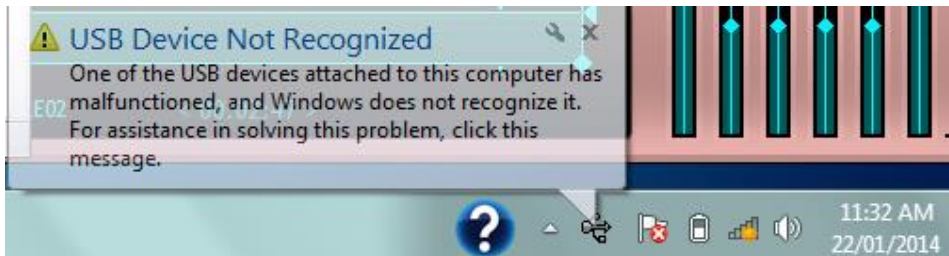 USB Device Not Recognized
One of the USB devices attached to this computer has
malfunctioned, and Windows does not recognize it.
For assistance in solving this problem, click this
message.
E02
?
11:32 AM
22/01/2014